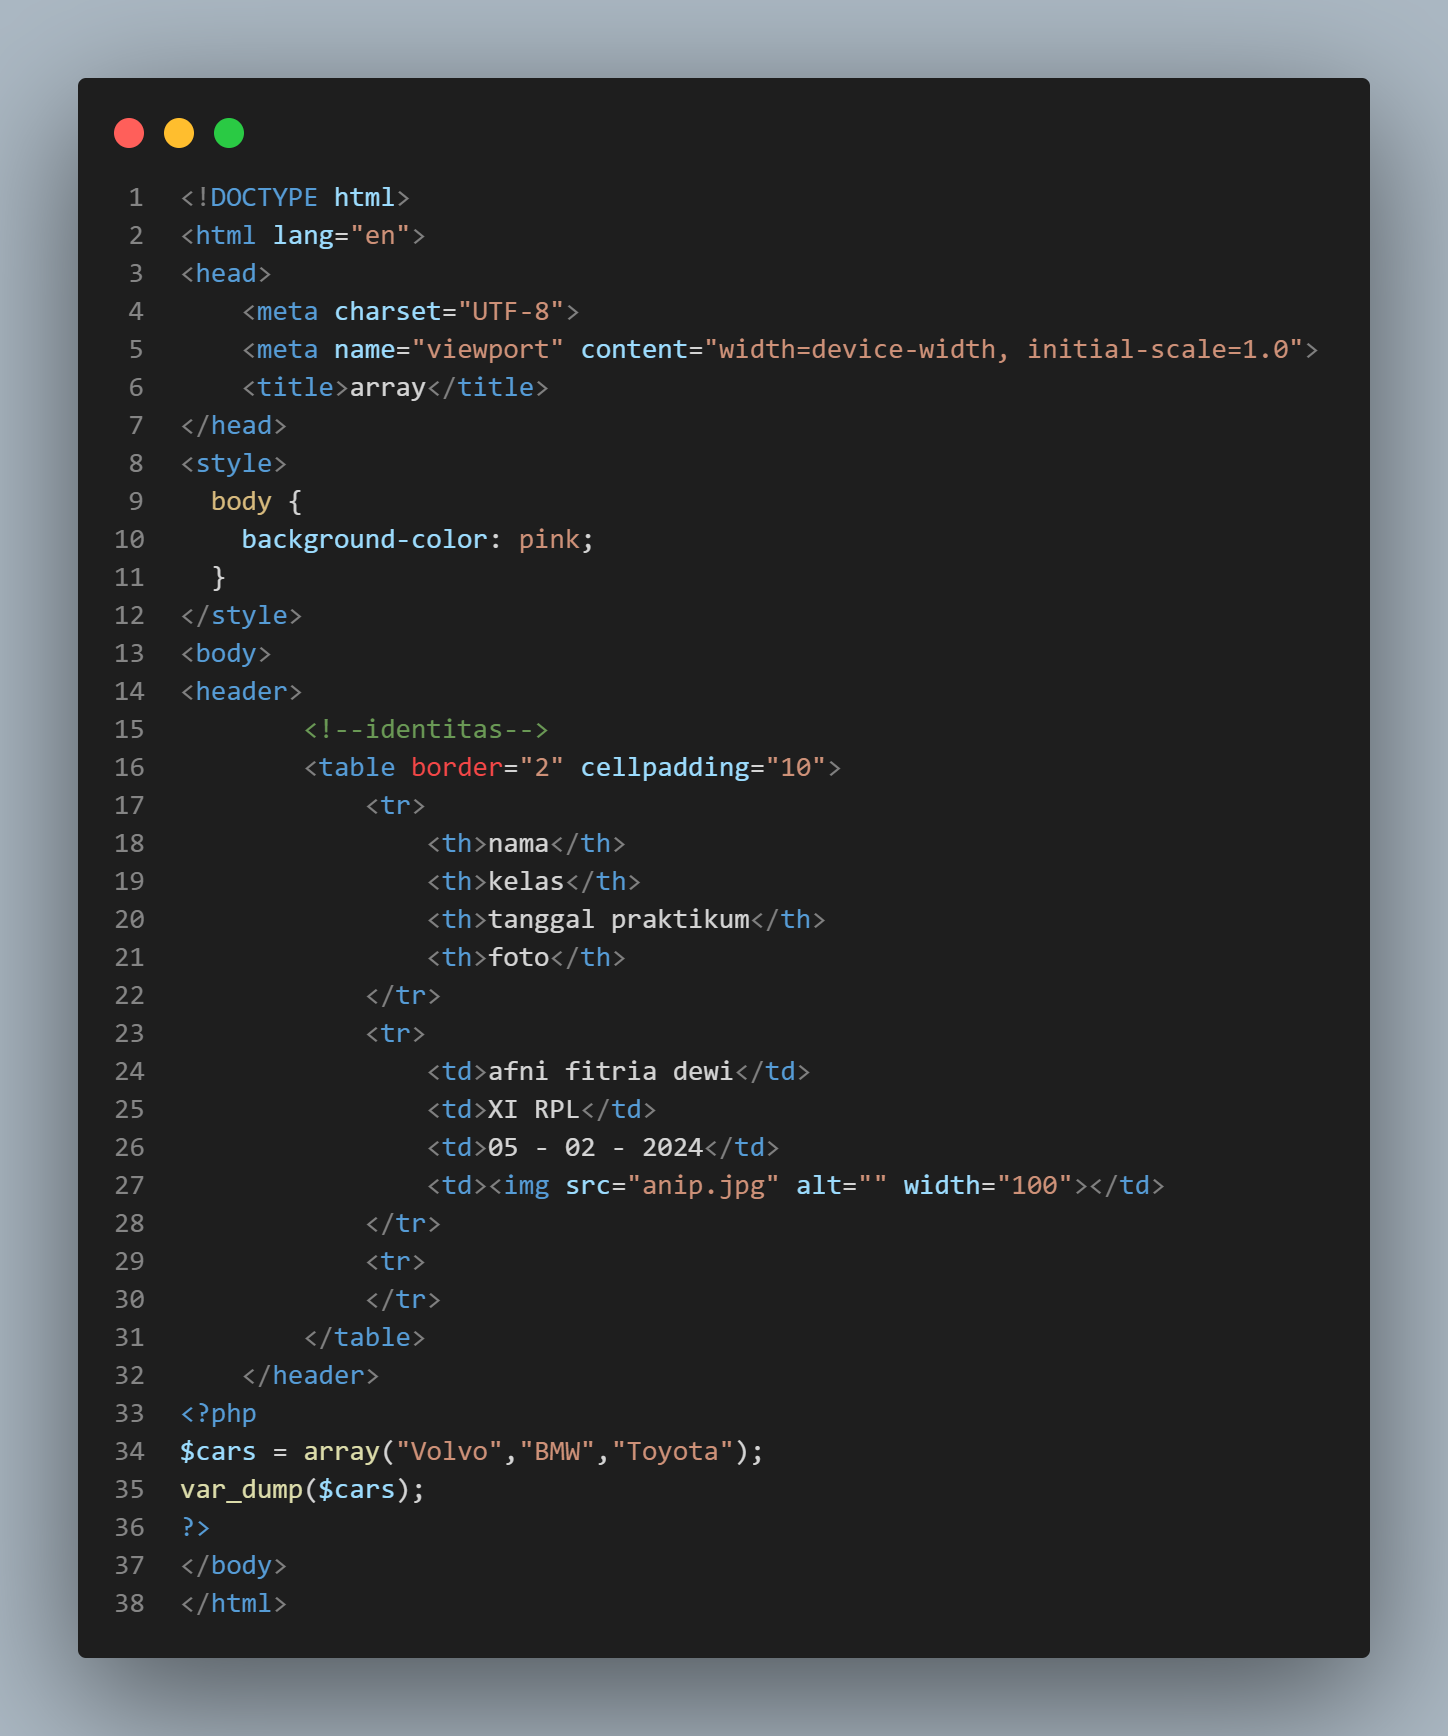 1 <!DOCTYPE html>
2 <html lang="en">
3 <head>
4     <meta charset="UTF-8">
5     <meta name="viewport" content="width=device-width, initial-scale=1.0">
6     <title>array</title>
7 </head>
8 <style>
9   body {
10     background-color: pink;
11   }
12 </style>
13 <body>
14 <header>
15         <!--identitas-->
16         <table border="2" cellpadding="10">
17             <tr>
18                 <th>nama</th>
19                 <th>kelas</th>
20                 <th>tanggal praktikum</th>
21                 <th>foto</th>
22             </tr>
23             <tr>
24                 <td>afni fitria dewi</td>
25                 <td>XI RPL</td>
26                 <td>05 - 02 - 2024</td>
27                 <td><img src="anip.jpg" alt="" width="100"></td>
28             </tr>
29             <tr>
30             </tr>
31         </table>
32     </header>
33 <?php
34 $cars = array("Volvo","BMW","Toyota");
35 var_dump($cars);
36 ?>
37 </body>
38 </html>